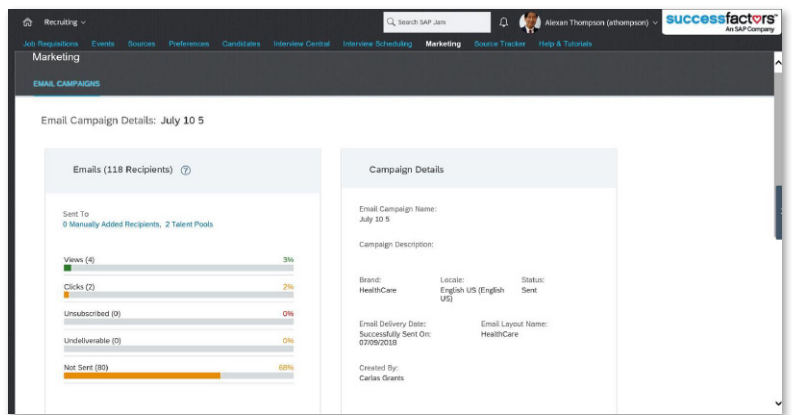 Recruiting
Search SAP Jam
Alexan Thompson (athompson)
successfactors™
An SAP Company
Job Requisitions Events Sources Preferences Candidates Interview Central Interview Scheduling Marketing Source Tracker Help & Tutorials
Marketing
EMAIL CAMPAIGNS
Email Campaign Details: July 10 5
Emails (118 Recipients) ?
Sent To
0 Manually Added Recipients, 2 Talent Pools
Views (4) 3%
Clicks (2) 2%
Unsubscribed (0) 0%
Undeliverable (0) 0%
Not Sent (80) 68%
Campaign Details
Email Campaign Name:
July 10 5
Campaign Description:
Brand: Locale: Status:
HealthCare English US (English Sent
US)
Email Delivery Date: Email Layout Name:
Successfully Sent On: HealthCare
07/09/2018
Created By:
Carlas Grants